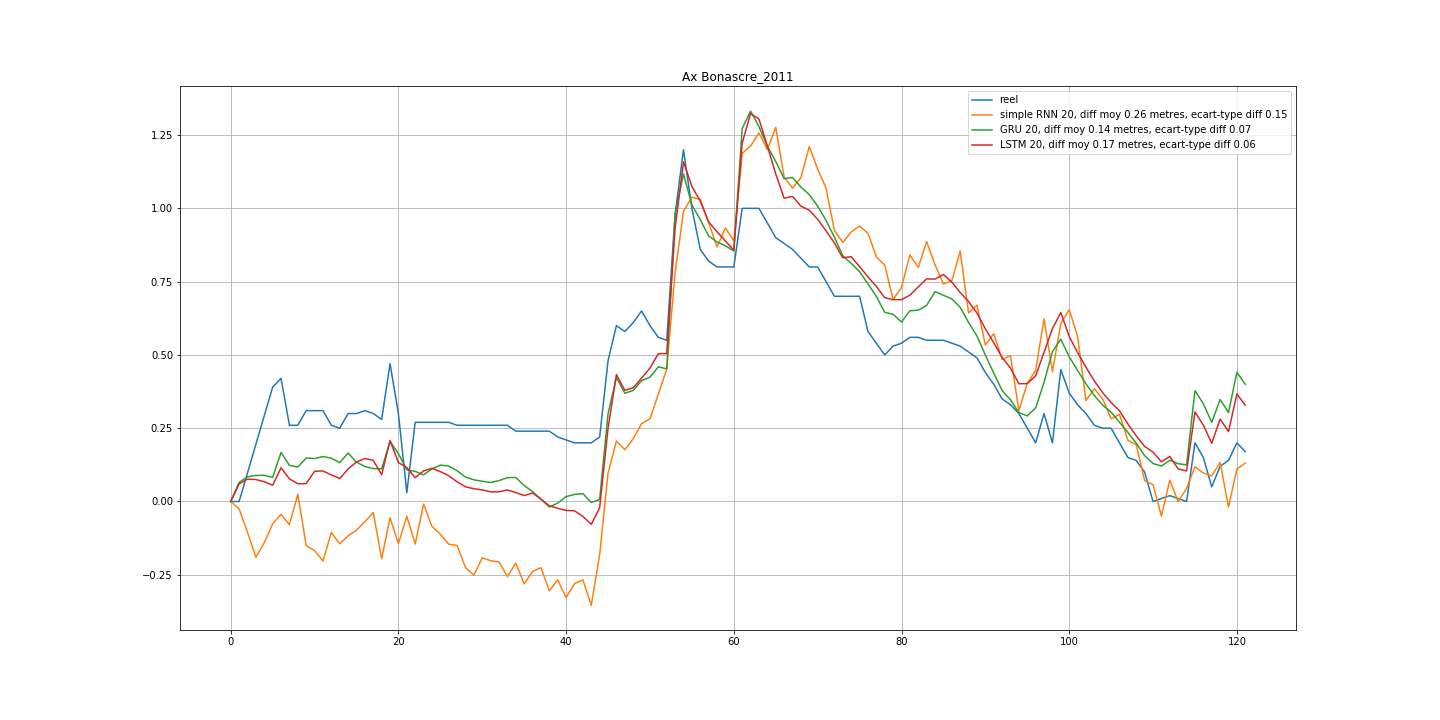 Ax Bonascre_2011
reel
simple RNN 20, diff moy 0.26 metres, ecart-type diff 0.15
GRU 20, diff moy 0.14 metres, ecart-type diff 0.07
LSTM 20, diff moy 0.17 metres, ecart-type diff 0.06
1.25
1.00
0.75
0.50
0.25
0.00
−0.25
0 20 40 60 80 100 120